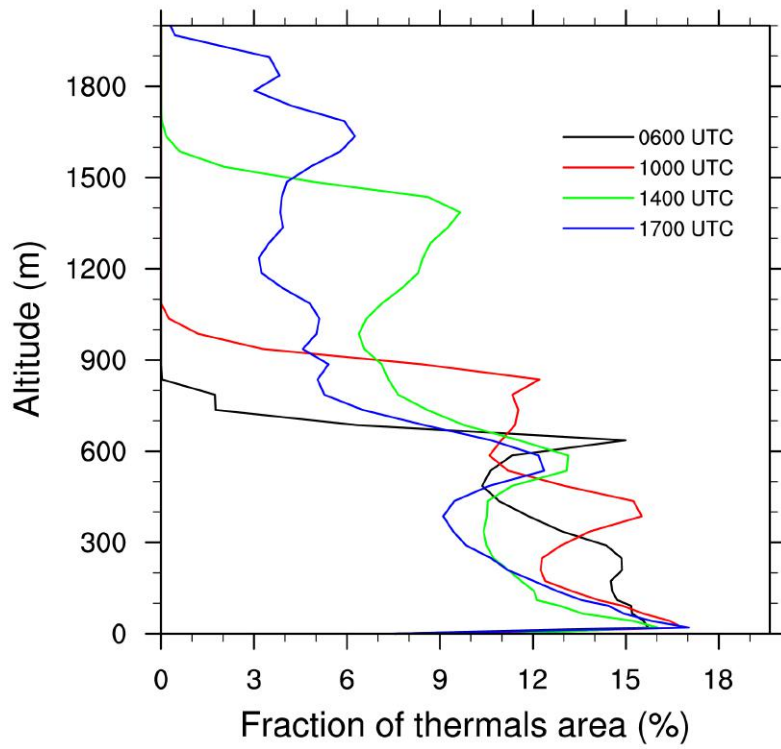 1800
1500
1200
900
600
300
0
Altitude (m)
0600 UTC
1000 UTC
1400 UTC
1700 UTC
0 3 6 9 12 15 18
Fraction of thermals area (%)